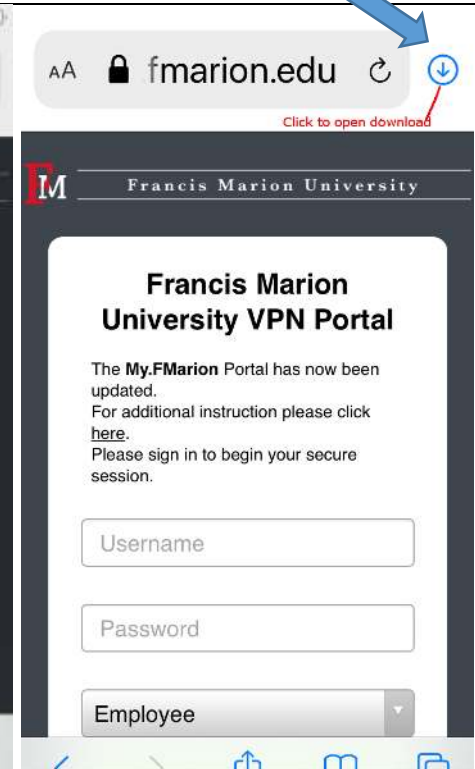 AA fmarion.edu
Click to open download
FM Francis Marion University
Francis Marion
University VPN Portal
The My.FMarion Portal has now been
updated.
For additional instruction please click
here.
Please sign in to begin your secure
session.
Username
Password
Employee